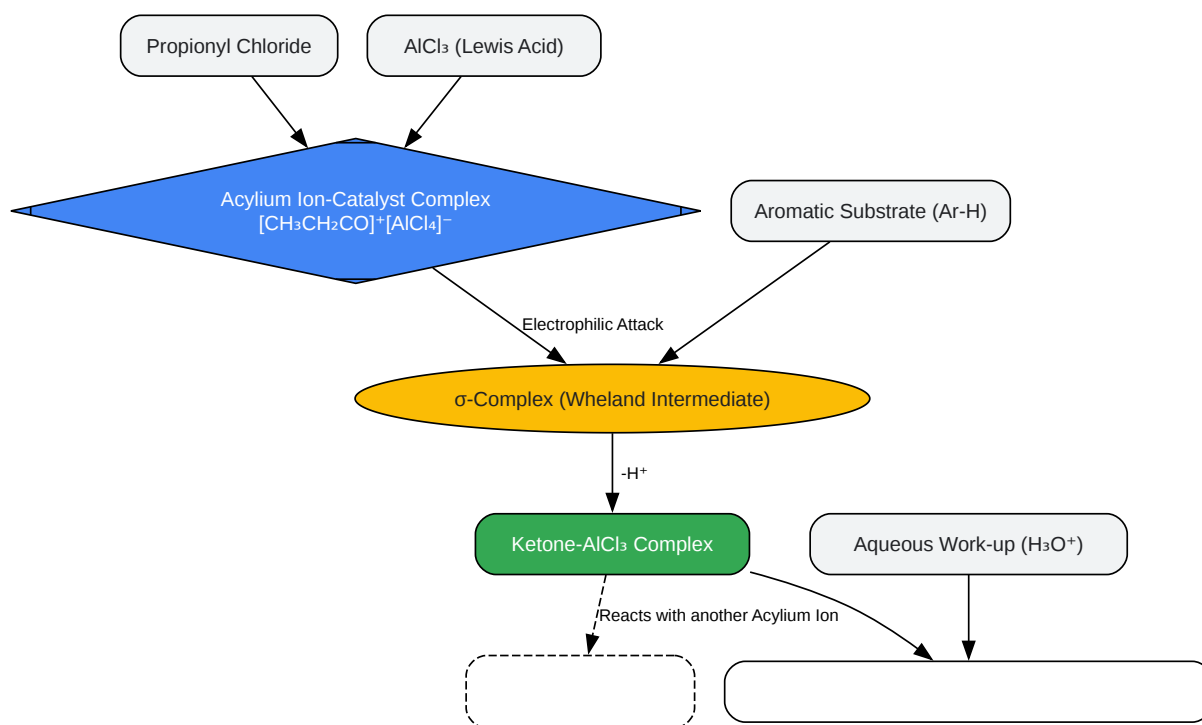 Propionyl Chloride
AlCl₃ (Lewis Acid)
Acylium Ion-Catalyst Complex
[CH₃CH₂CO]⁺[AlCl₄]⁻
Aromatic Substrate (Ar-H)
Electrophilic Attack
σ-Complex (Wheland Intermediate)
-H⁺
Ketone-AlCl₃ Complex
Aqueous Work-up (H₃O⁺)
Reacts with another Acylium Ion